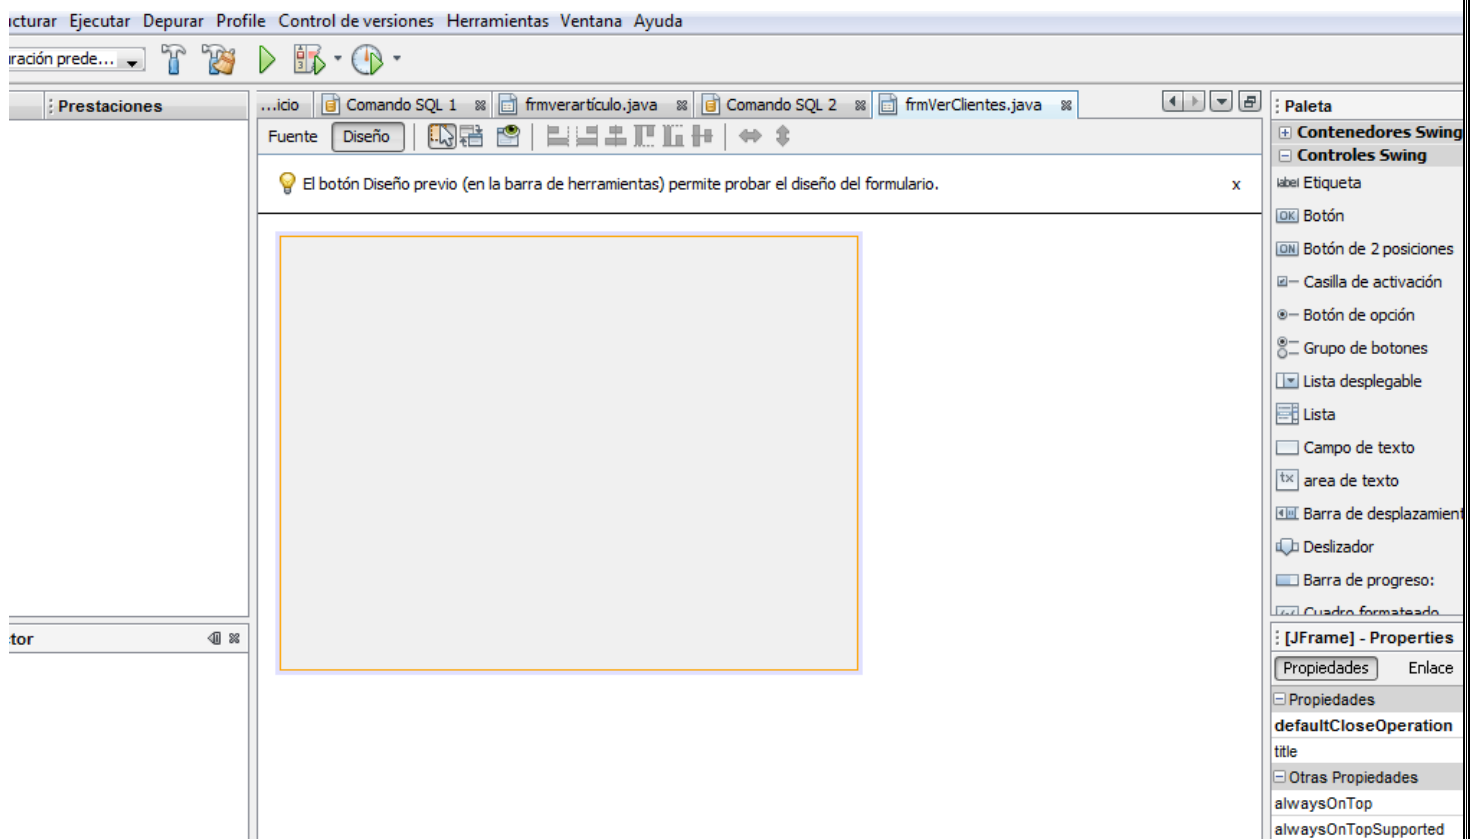 icturar Ejecutar Depurar Profile Control de versiones Herramientas Ventana Ayuda
iración prede...
Prestaciones
...icio Comando SQL 1 frmverartículo.java Comando SQL 2 frmVerClientes.java
Fuente Diseño
El botón Diseño previo (en la barra de herramientas) permite probar el diseño del formulario. x
Paleta
Contenedores Swing
Controles Swing
label Etiqueta
OK Botón
ON Botón de 2 posiciones
Casilla de activación
Botón de opción
Grupo de botones
Lista desplegable
Lista
Campo de texto
tx area de texto
Barra de desplazamient
Deslizador
Barra de progreso:
Cuadro formateado
tor
[JFrame] - Properties
Propiedades Enlace
Propiedades
defaultCloseOperation
title
Otras Propiedades
alwaysOnTop
alwaysOnTopSupported